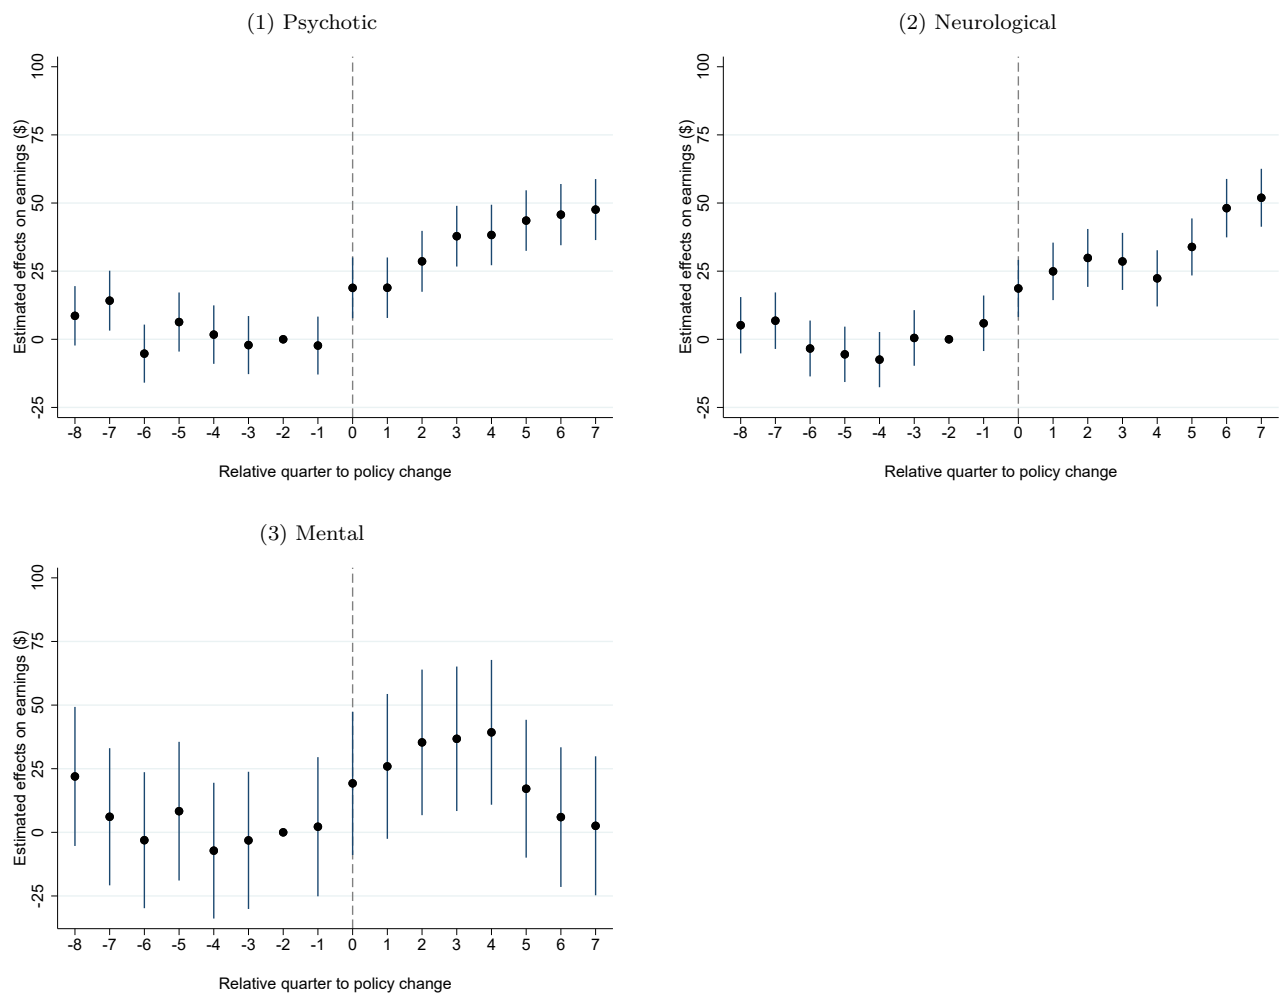 (1) Psychotic
Estimated effects on earnings ($)
100
75
50
25
0
-25
-8 -7 -6 -5 -4 -3 -2 -1 0 1 2 3 4 5 6 7
Relative quarter to policy change
(2) Neurological
Estimated effects on earnings ($)
100
75
50
25
0
-25
-8 -7 -6 -5 -4 -3 -2 -1 0 1 2 3 4 5 6 7
Relative quarter to policy change
(3) Mental
Estimated effects on earnings ($)
100
75
50
25
0
-25
-8 -7 -6 -5 -4 -3 -2 -1 0 1 2 3 4 5 6 7
Relative quarter to policy change